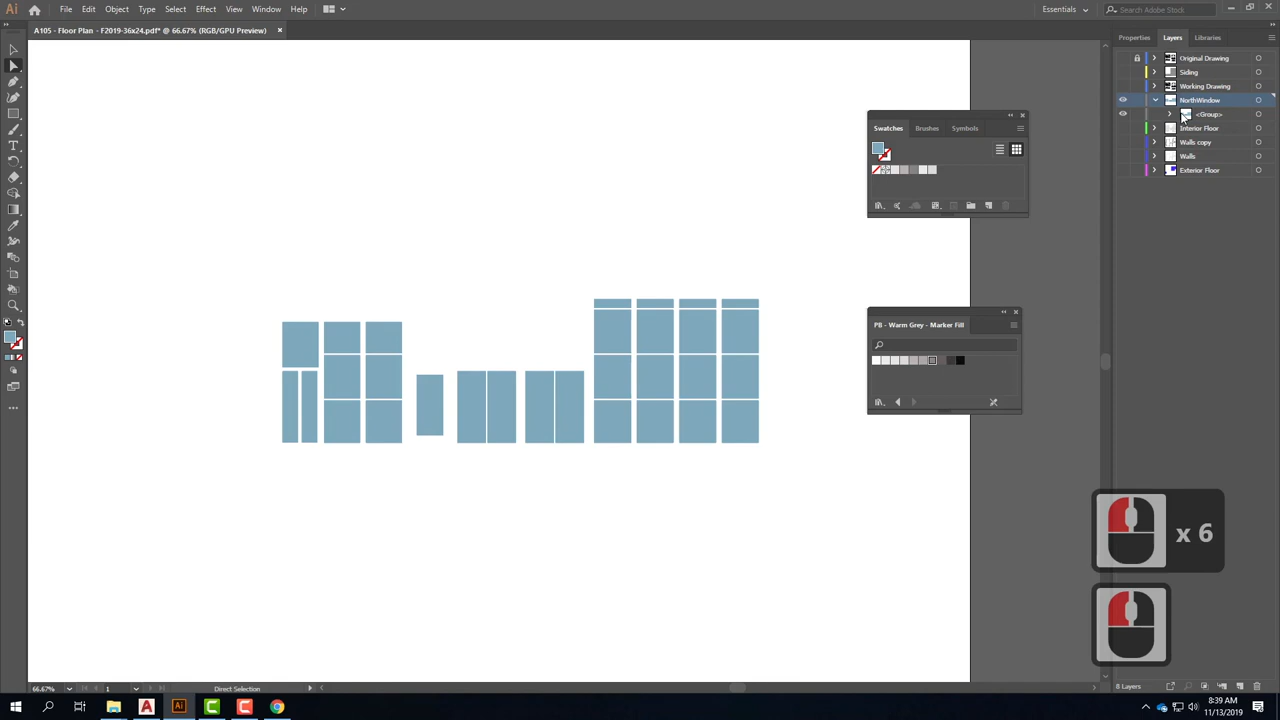 Ai File Edit Object Type Select Effect View Window Help Essentials Search Adobe Stock
A105 - Floor Plan - F2019-36x24.pdf* @ 66.67% (RGB/GPU Preview) ×
Properties Layers Libraries
Original Drawing
Siding
Working Drawing
NorthWindow
<Group>
Interior Floor
Walls copy
Walls
Exterior Floor
Swatches Brushes Symbols
PB - Warm Grey - Marker Fill
x 6
66.67% 1 Direct Selection
8 Layers
8:39 AM
11/13/2019